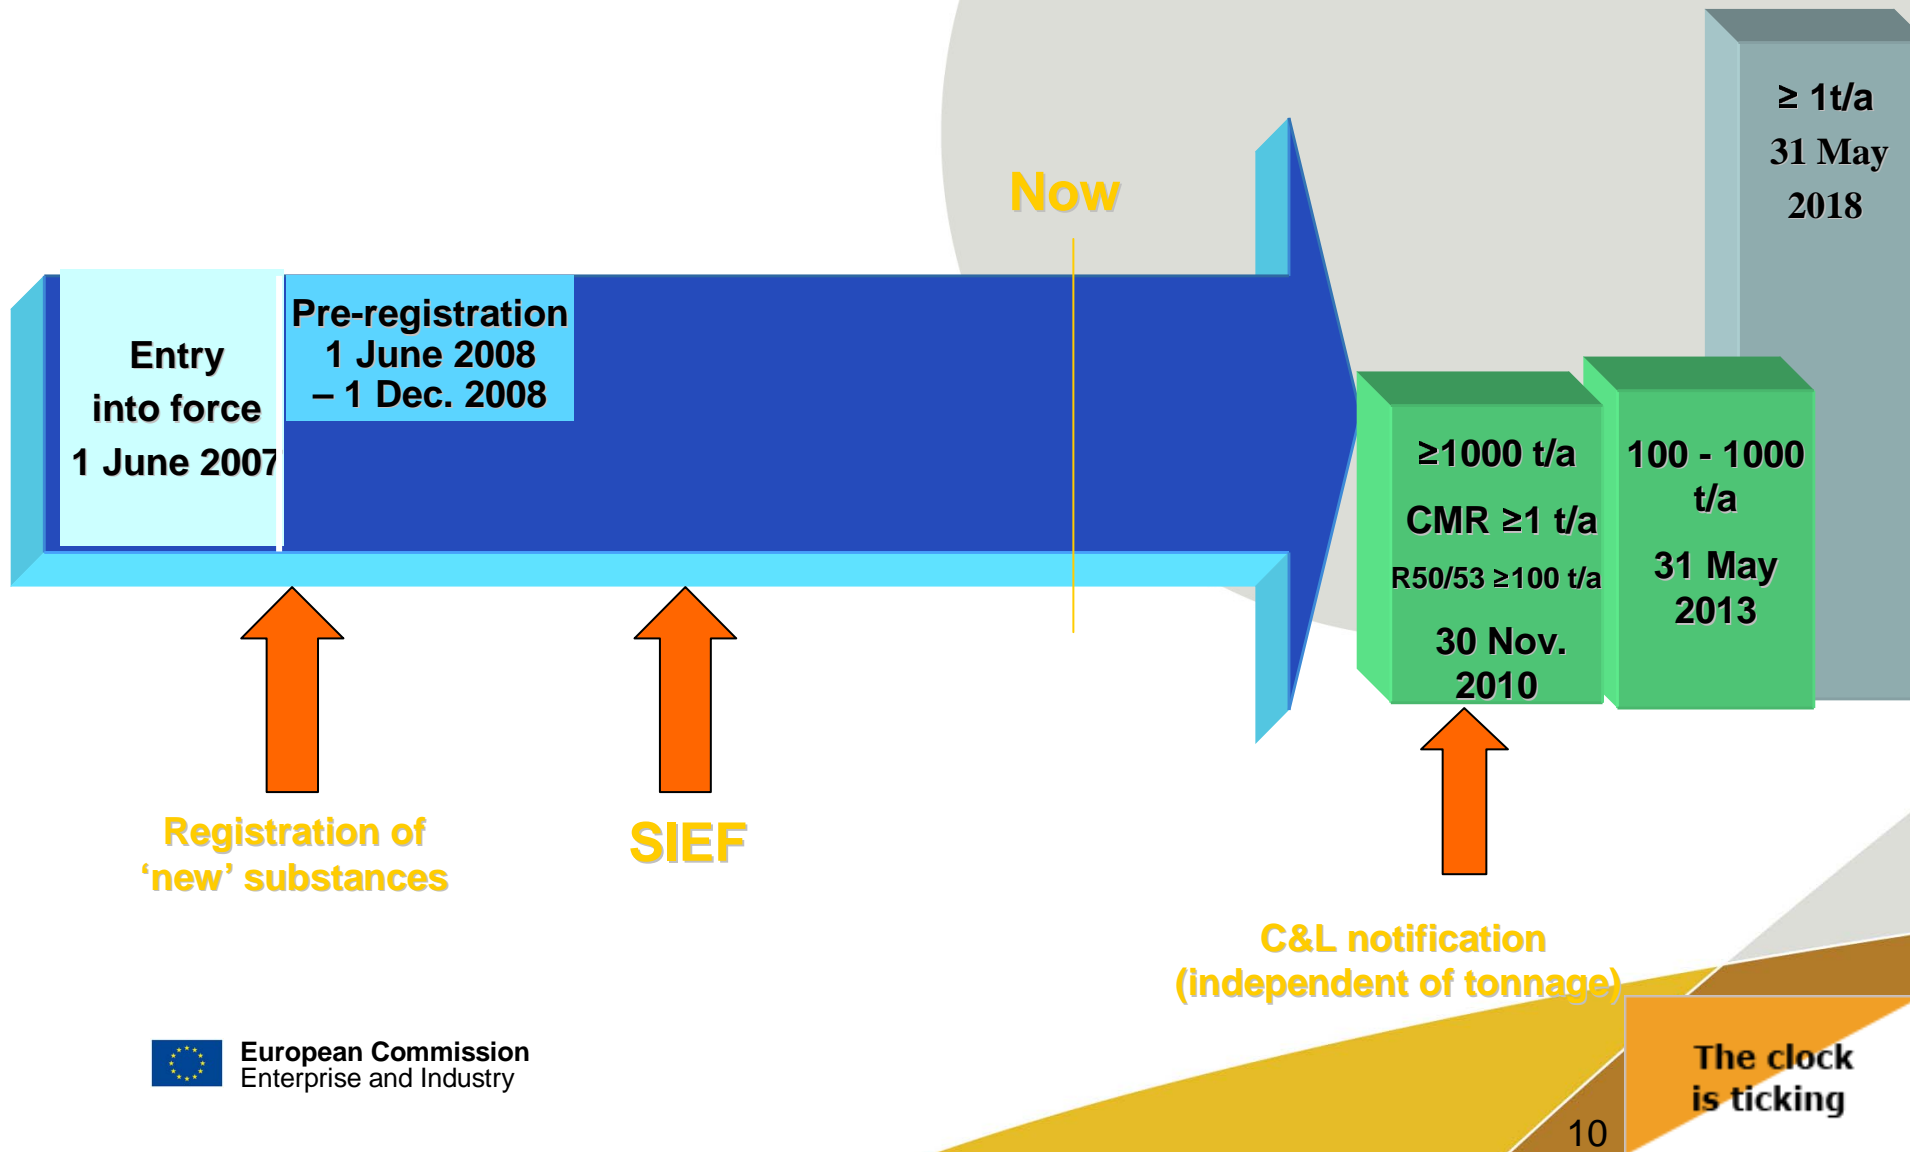 ≥ 1t/a
31 May
2018
Now
Entry
into force
1 June 2007
Pre-registration
1 June 2008
– 1 Dec. 2008
≥1000 t/a
CMR ≥1 t/a
R50/53 ≥100 t/a
30 Nov.
2010
100 - 1000
t/a
31 May
2013
Registration of
‘new’ substances
SIEF
C&L notification
(independent of tonnage)
European Commission
Enterprise and Industry
The clock
is ticking
10